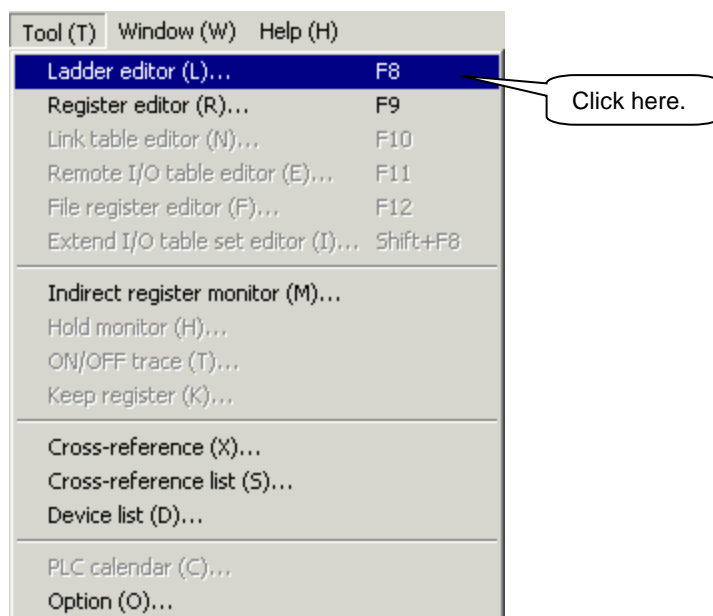 Tool (T) Window (W) Help (H)
Ladder editor (L)... F8
Click here.
Register editor (R)... F9
Link table editor (N)... F10
Remote I/O table editor (E)... F11
File register editor (F)... F12
Extend I/O table set editor (I)... Shift+F8
Indirect register monitor (M)...
Hold monitor (H)...
ON/OFF trace (T)...
Keep register (K)...
Cross-reference (X)...
Cross-reference list (S)...
Device list (D)...
PLC calendar (C)...
Option (O)...